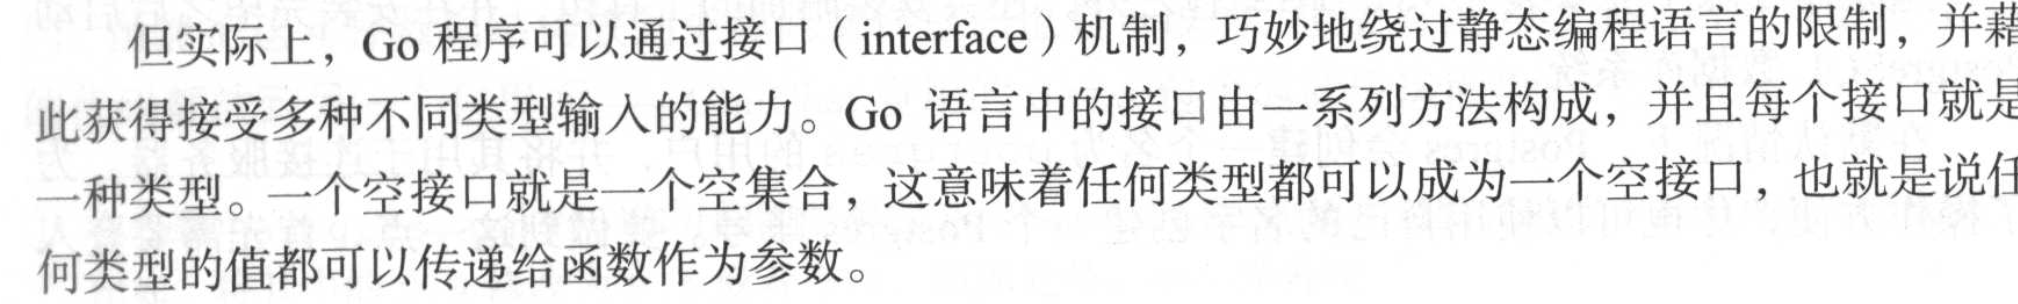 但实际上，Go 程序可以通过接口（interface）机制，巧妙地绕过静态编程语言的限制，并藉
此获得接受多种不同类型输入的能力。Go 语言中的接口由一系列方法构成，并且每个接口就是
一种类型。一个空接口就是一个空集合，这意味着任何类型都可以成为一个空接口，也就是说任
何类型的值都可以传递给函数作为参数。